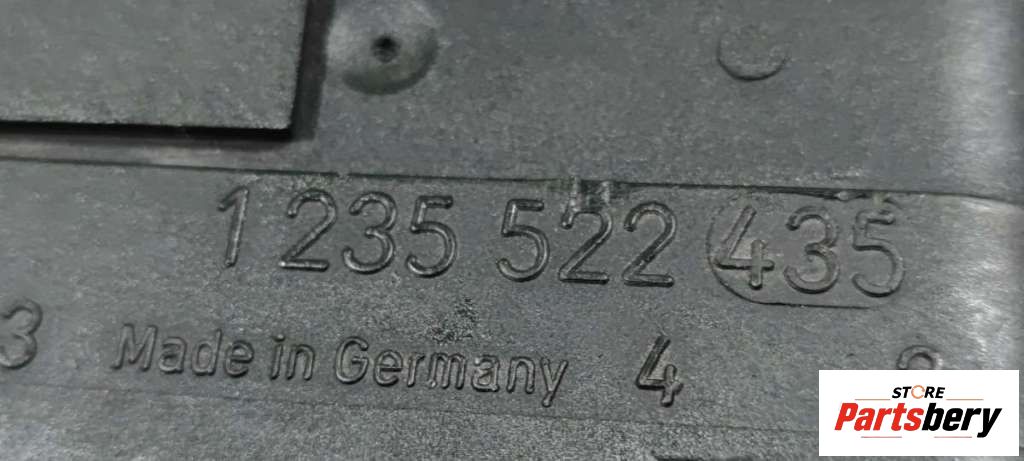 1 235 522 435
3 Made in Germany 4
STORE
Partsbery